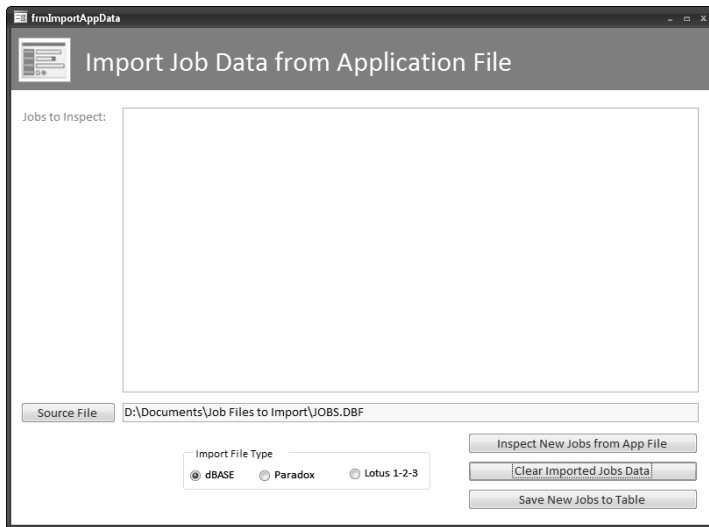 frmImportAppData
Import Job Data from Application File
Jobs to Inspect:
Source File
D:\Documents\Job Files to Import\JOBS.DBF
Import File Type
dBASE
Paradox
Lotus 1-2-3
Inspect New Jobs from App File
Clear Imported Jobs Data
Save New Jobs to Table